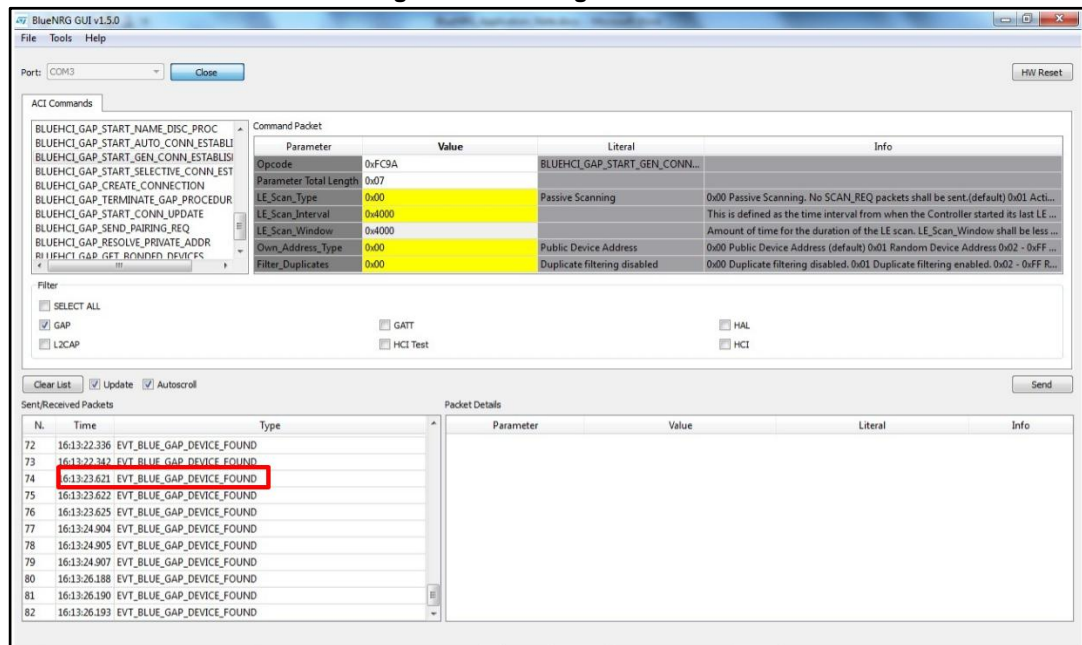 BlueNRG GUI v1.5.0
File Tools Help
Port: COM3 Close HW Reset
ACI Commands
BLUEHCI_GAP_START_NAME_DISC_PROC
BLUEHCI_GAP_START_AUTO_CONN_ESTABLI
BLUEHCI_GAP_START_GEN_CONN_ESTABLISI
BLUEHCI_GAP_START_SELECTIVE_CONN_EST
BLUEHCI_GAP_CREATE_CONNECTION
BLUEHCI_GAP_TERMINATE_GAP_PROCEDUR
BLUEHCI_GAP_START_CONN_UPDATE
BLUEHCI_GAP_SEND_PAIRING_REQ
BLUEHCI_GAP_RESOLVE_PRIVATE_ADDR
BLUEHCI_GAP_GET_BONDED_DEVICES
Command Packet
Parameter Value Literal Info
Opcode 0xFC9A BLUEHCI_GAP_START_GEN_CONN...
Parameter Total Length 0x07
LE_Scan_Type 0x00 Passive Scanning 0x00 Passive Scanning. No SCAN_REQ packets shall be sent.(default) 0x01 Acti...
LE_Scan_Interval 0x4000 This is defined as the time interval from when the Controller started its last LE ...
LE_Scan_Window 0x4000 Amount of time for the duration of the LE scan. LE_Scan_Window shall be less ...
Own_Address_Type 0x00 Public Device Address 0x00 Public Device Address (default) 0x01 Random Device Address 0x02 - 0xFF ...
Filter_Duplicates 0x00 Duplicate filtering disabled 0x00 Duplicate filtering disabled. 0x01 Duplicate filtering enabled. 0x02 - 0xFF R...
Filter
SELECT ALL
GAP GATT HAL
L2CAP HCI Test HCI
Clear List Update Autoscroll Send
Sent/Received Packets Packet Details
N. Time Type Parameter Value Literal Info
72 16:13:22.336 EVT_BLUE_GAP_DEVICE_FOUND
73 16:13:22.342 EVT_BLUE_GAP_DEVICE_FOUND
74 16:13:23.621 EVT_BLUE_GAP_DEVICE_FOUND
75 16:13:23.622 EVT_BLUE_GAP_DEVICE_FOUND
76 16:13:23.625 EVT_BLUE_GAP_DEVICE_FOUND
77 16:13:24.904 EVT_BLUE_GAP_DEVICE_FOUND
78 16:13:24.905 EVT_BLUE_GAP_DEVICE_FOUND
79 16:13:24.907 EVT_BLUE_GAP_DEVICE_FOUND
80 16:13:26.188 EVT_BLUE_GAP_DEVICE_FOUND
81 16:13:26.190 EVT_BLUE_GAP_DEVICE_FOUND
82 16:13:26.193 EVT_BLUE_GAP_DEVICE_FOUND